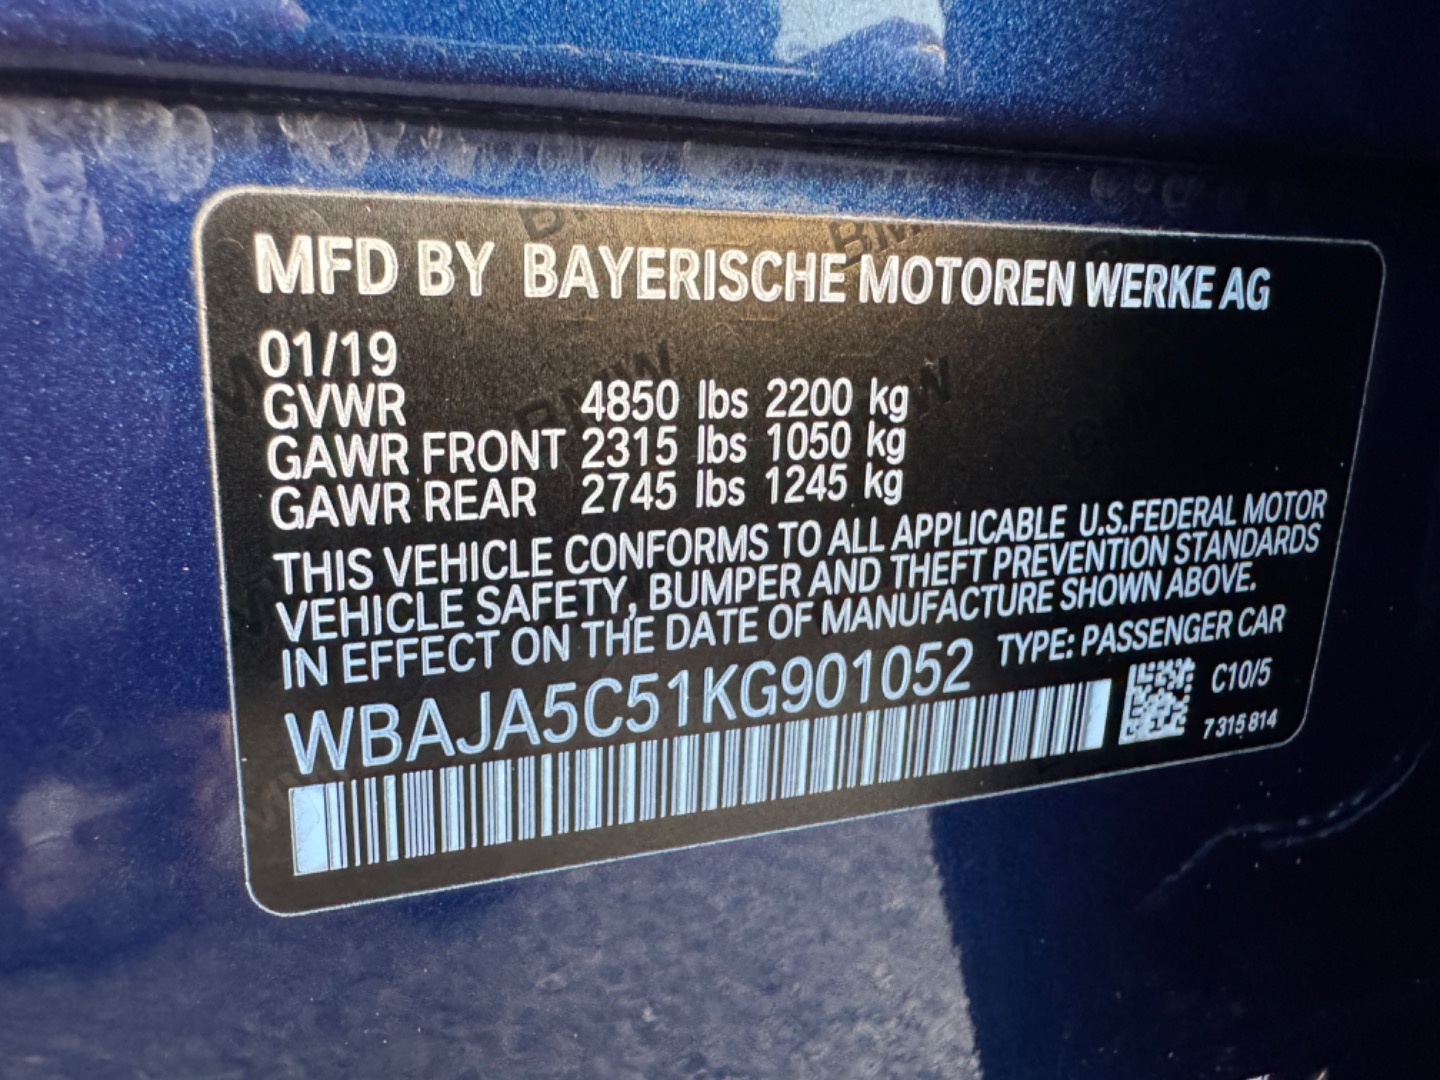 MFD BY BAYERISCHE MOTOREN WERKE AG
01/19
GVWR 4850 lbs 2200 kg
GAWR FRONT 2315 lbs 1050 kg
GAWR REAR 2745 lbs 1245 kg
THIS VEHICLE CONFORMS TO ALL APPLICABLE U.S.FEDERAL MOTOR
VEHICLE SAFETY, BUMPER AND THEFT PREVENTION STANDARDS
IN EFFECT ON THE DATE OF MANUFACTURE SHOWN ABOVE.
WBAJA5C51KG901052 TYPE: PASSENGER CAR
C10/5
7 315 814